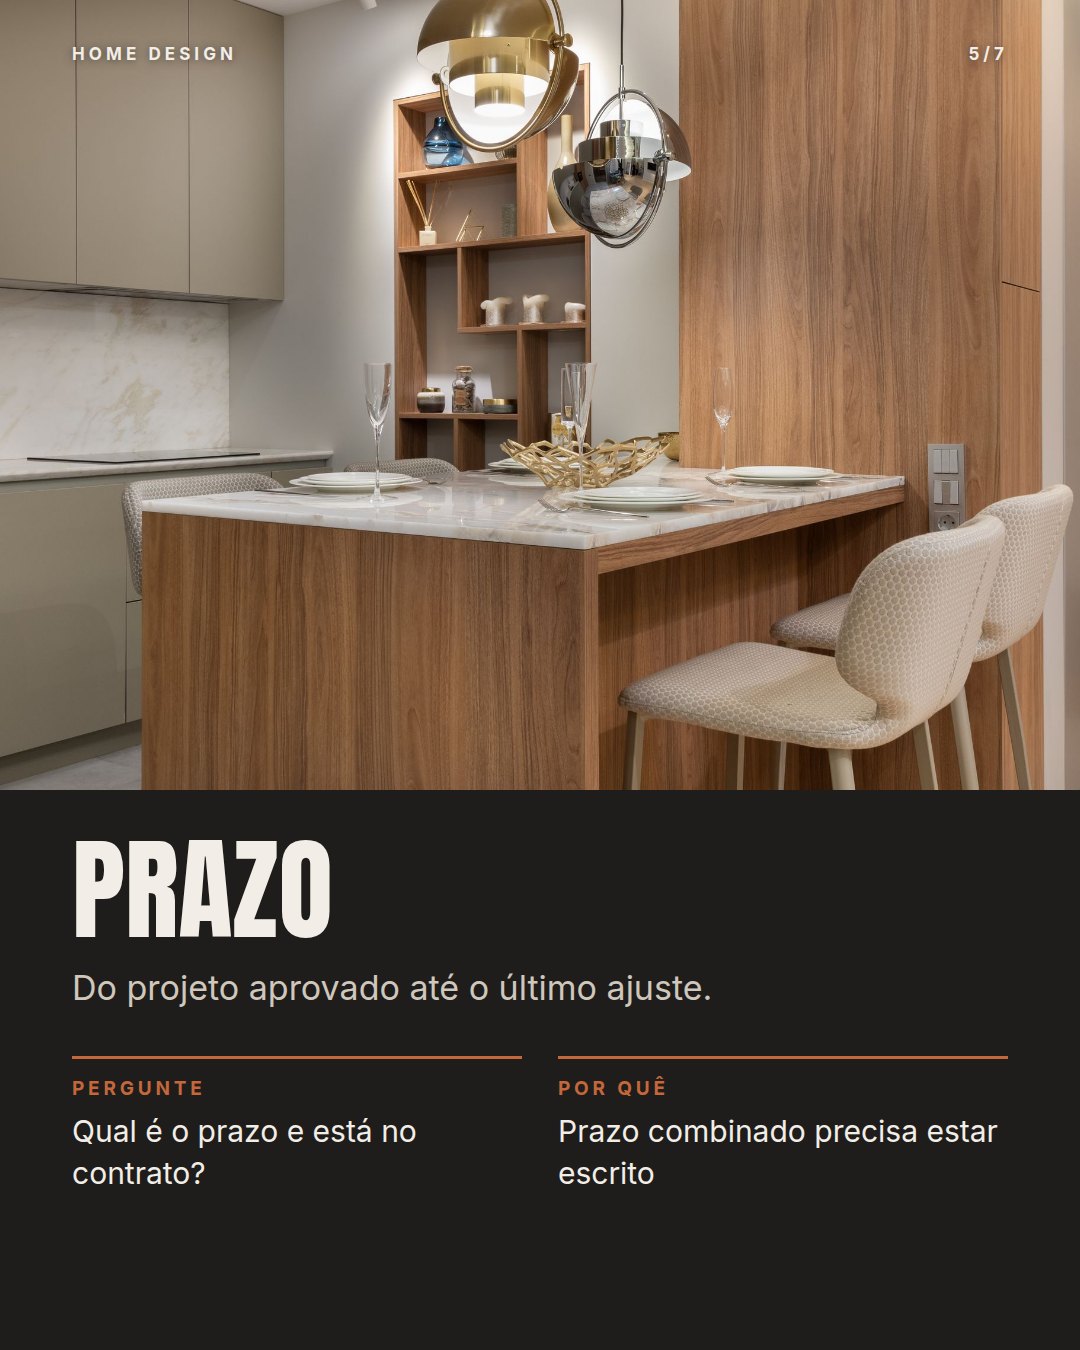 HOME DESIGN
5/7
PRAZO
Do projeto aprovado até o último ajuste.
PERGUNTE
Qual é o prazo e está no
contrato?
POR QUÊ
Prazo combinado precisa estar
escrito